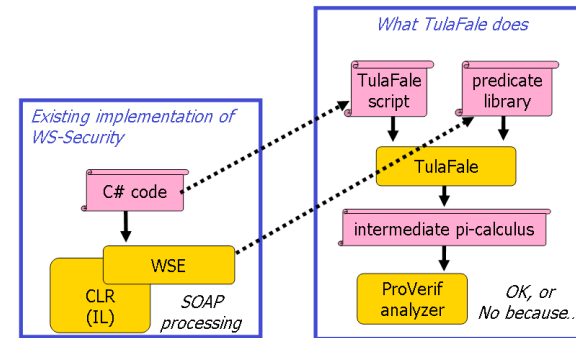 What TulaFale does
TulaFale
script
predicate
library
Existing implementation of
WS-Security
TulaFale
C# code
intermediate pi-calculus
WSE
CLR
(IL)
SOAP
processing
ProVerif
analyzer
OK, or
No because..